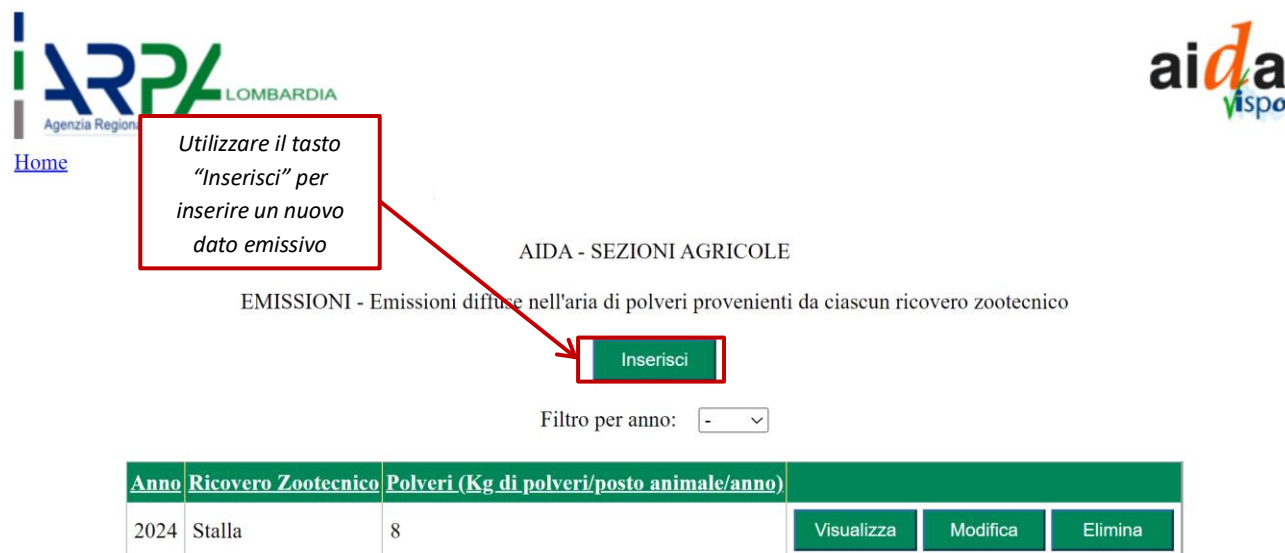 ARPA LOMBARDIA
aida
vispo
Agenzia Region
Home
Utilizzare il tasto
“Inserisci” per
inserire un nuovo
dato emissivo
AIDA - SEZIONI AGRICOLE
EMISSIONI - Emissioni diffuse nell'aria di polveri provenienti da ciascun ricovero zootecnico
Inserisci
Filtro per anno: -
Anno Ricovero Zootecnico Polveri (Kg di polveri/posto animale/anno)
2024 Stalla 8 Visualizza Modifica Elimina